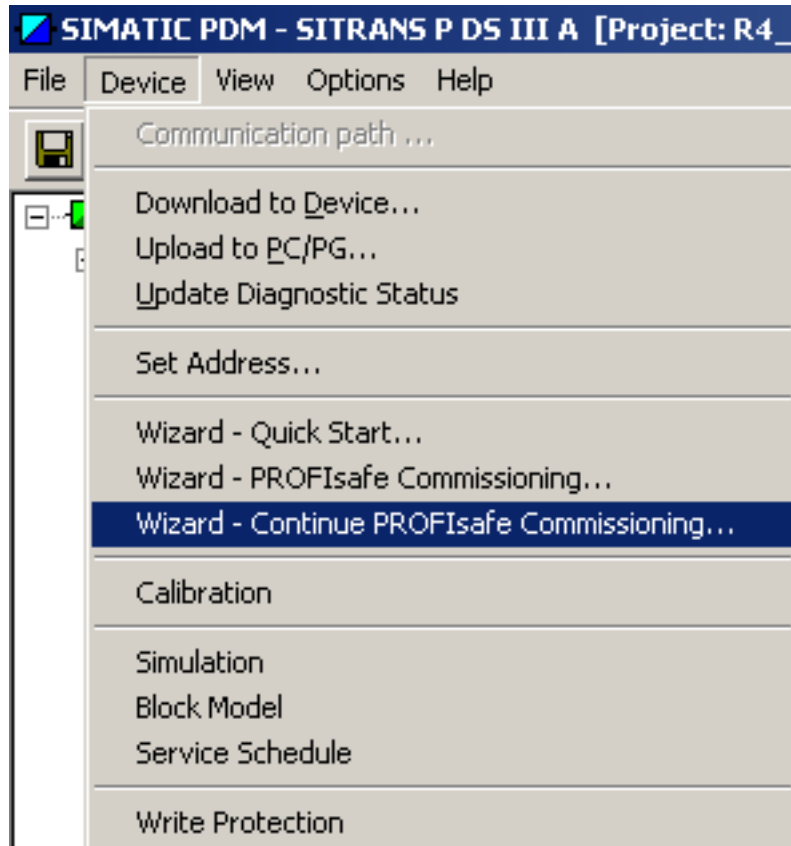 SIMATIC PDM - SITRANS P DS III A [Project: R4_
File Device View Options Help
Communication path ...
Download to Device...
Upload to PC/PG...
Update Diagnostic Status
Set Address...
Wizard - Quick Start...
Wizard - PROFIsafe Commissioning...
Wizard - Continue PROFIsafe Commissioning...
Calibration
Simulation
Block Model
Service Schedule
Write Protection